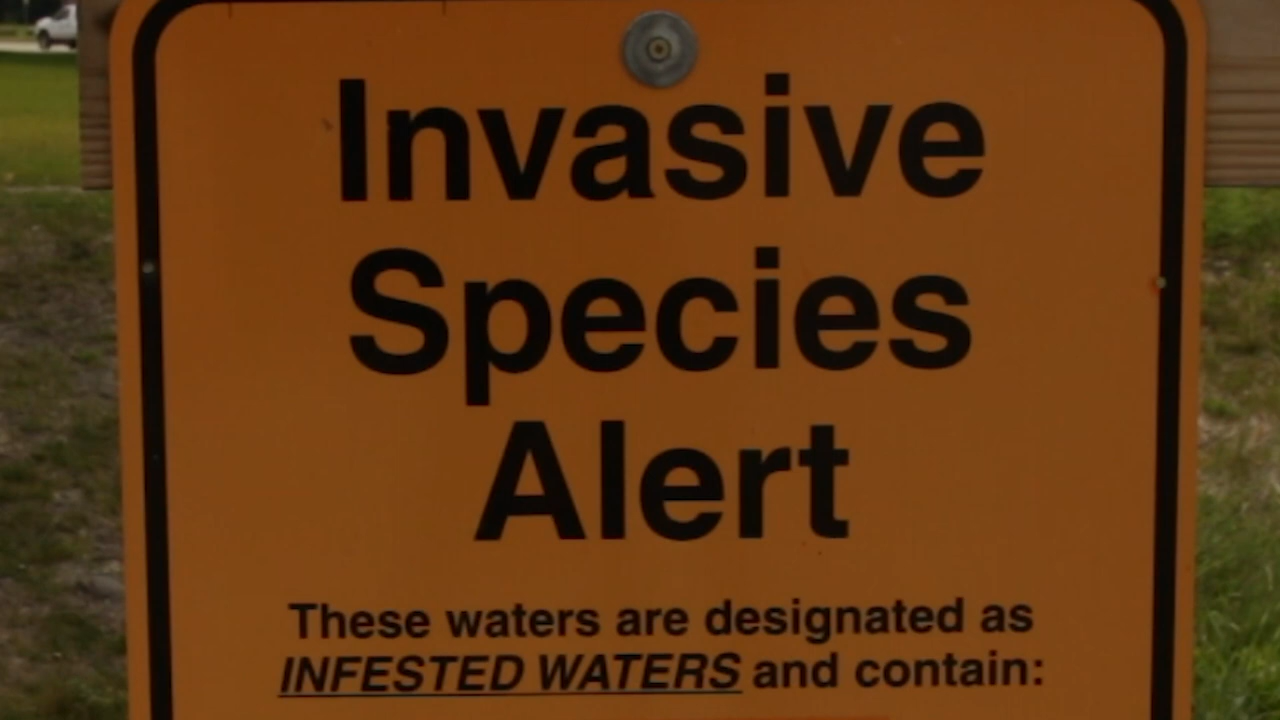 Invasive
Species
Alert
These waters are designated as
INFESTED WATERS and contain: